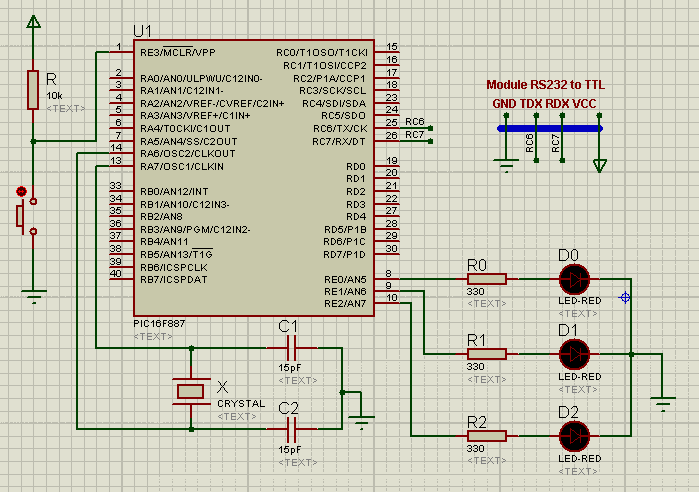 U1
1 RE3/MCLR/VPP
2 RA0/AN0/ULPWU/C12IN0-
3 RA1/AN1/C12IN1-
4 RA2/AN2/VREF-/CVREF/C2IN+
5 RA3/AN3/VREF+/C1IN+
6 RA4/T0CKI/C1OUT
7 RA5/AN4/SS/C2OUT
14 RA6/OSC2/CLKOUT
13 RA7/OSC1/CLKIN
33 RB0/AN12/INT
34 RB1/AN10/C12IN3-
35 RB2/AN8
36 RB3/AN9/PGM/C12IN2-
37 RB4/AN11
38 RB5/AN13/T1G
39 RB6/ICSPCLK
40 RB7/ICSPDAT
RC0/T1OSO/T1CKI 15
RC1/T1OSI/CCP2 16
RC2/P1A/CCP1 17
RC3/SCK/SCL 18
RC4/SDI/SDA 23
RC5/SDO 24
RC6/TX/CK 25 RC6
RC7/RX/DT 26 RC7
RD0 19
RD1 20
RD2 21
RD3 22
RD4 27
RD5/P1B 28
RD6/P1C 29
RD7/P1D 30
RE0/AN5 8
RE1/AN6 9
RE2/AN7 10
PIC16F887
<TEXT>
R
10k
<TEXT>
Module RS232 to TTL
GND TDX RDX VCC
RC6
RC7
R0
330
<TEXT>
D0
LED-RED
<TEXT>
R1
330
<TEXT>
D1
LED-RED
<TEXT>
R2
330
<TEXT>
D2
LED-RED
<TEXT>
C1
15pF
<TEXT>
X
CRYSTAL
<TEXT>
C2
15pF
<TEXT>